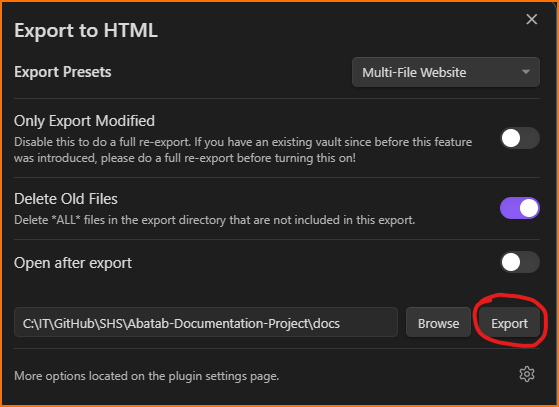 Export to HTML
Export Presets
Multi-File Website
Only Export Modified
Disable this to do a full re-export. If you have an existing vault since before this feature
was introduced, please do a full re-export before turning this on!
Delete Old Files
Delete *ALL* files in the export directory that are not included in this export.
Open after export
C:\IT\GitHub\SHS\Abatab-Documentation-Project\docs
Browse
Export
More options located on the plugin settings page.